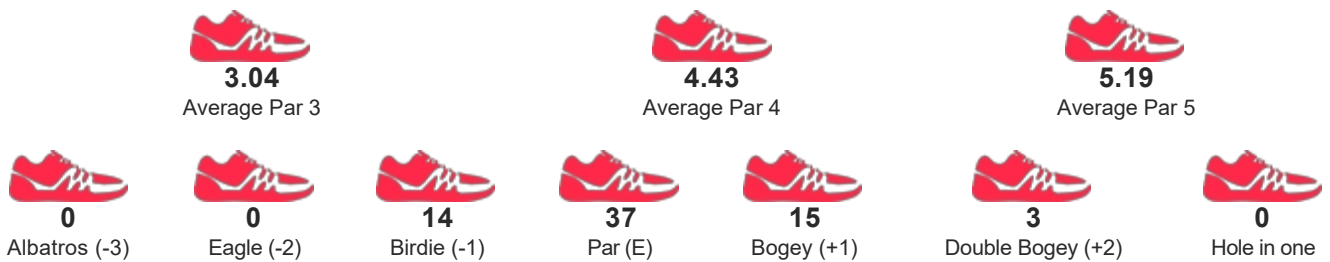 3.04 4.43 5.19
Average Par 3 Average Par 4 Average Par 5
0 0 14 37 15 3 0
Albatros (-3) Eagle (-2) Birdie (-1) Par (E) Bogey (+1) Double Bogey (+2) Hole in one